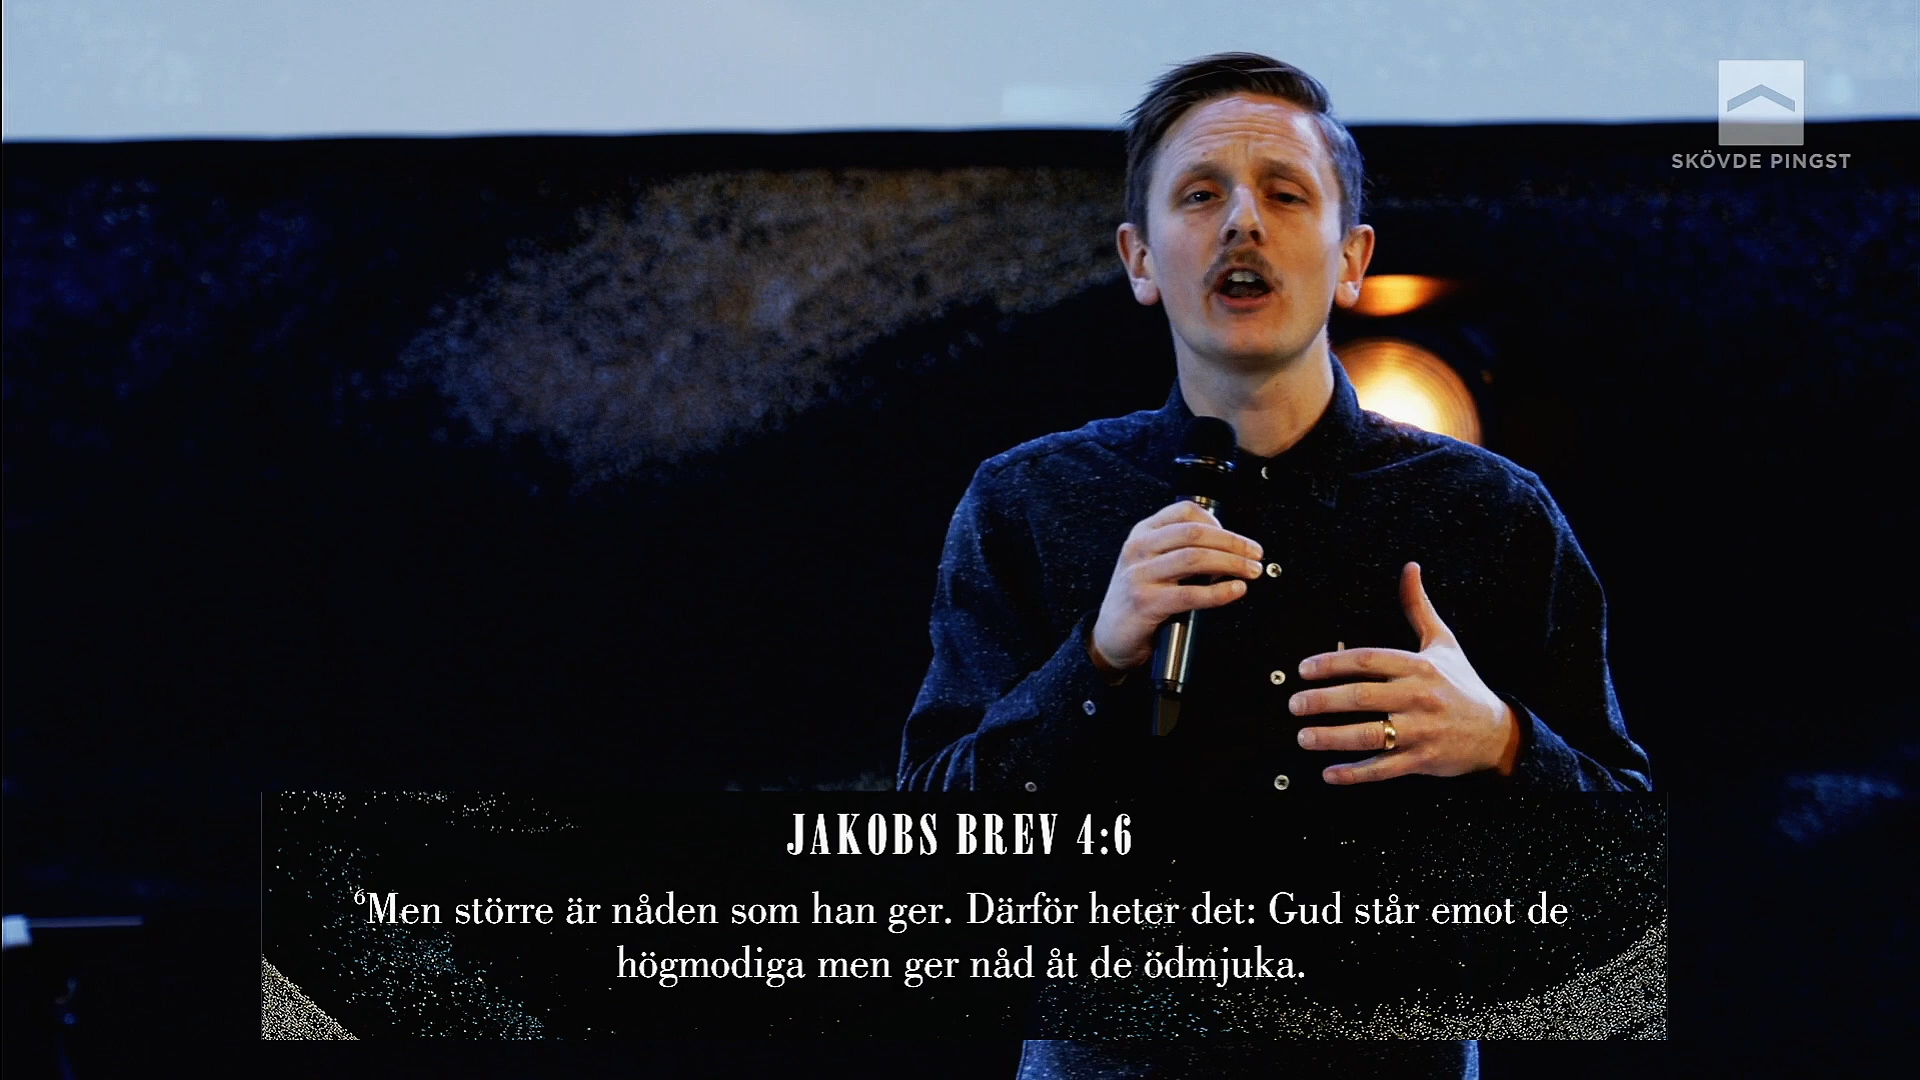 SKÖVDE PINGST
JAKOBS BREV 4:6
⁶Men större är nåden som han ger. Därför heter det: Gud står emot de
högmodiga men ger nåd åt de ödmjuka.